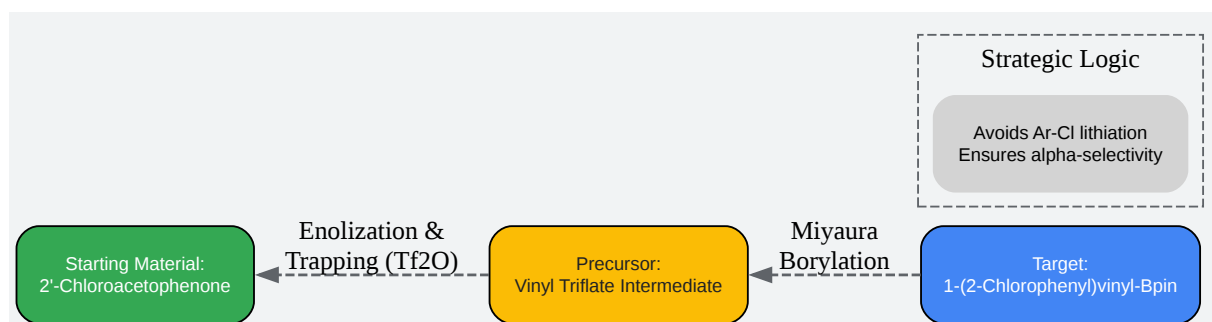 Strategic Logic
Avoids Ar-Cl lithiation
Ensures alpha-selectivity
Enolization &
Trapping (Tf2O)
Miyaura
Borylation
Starting Material:
2'-Chloroacetophenone
Precursor:
Vinyl Triflate Intermediate
Target:
1-(2-Chlorophenyl)vinyl-Bpin